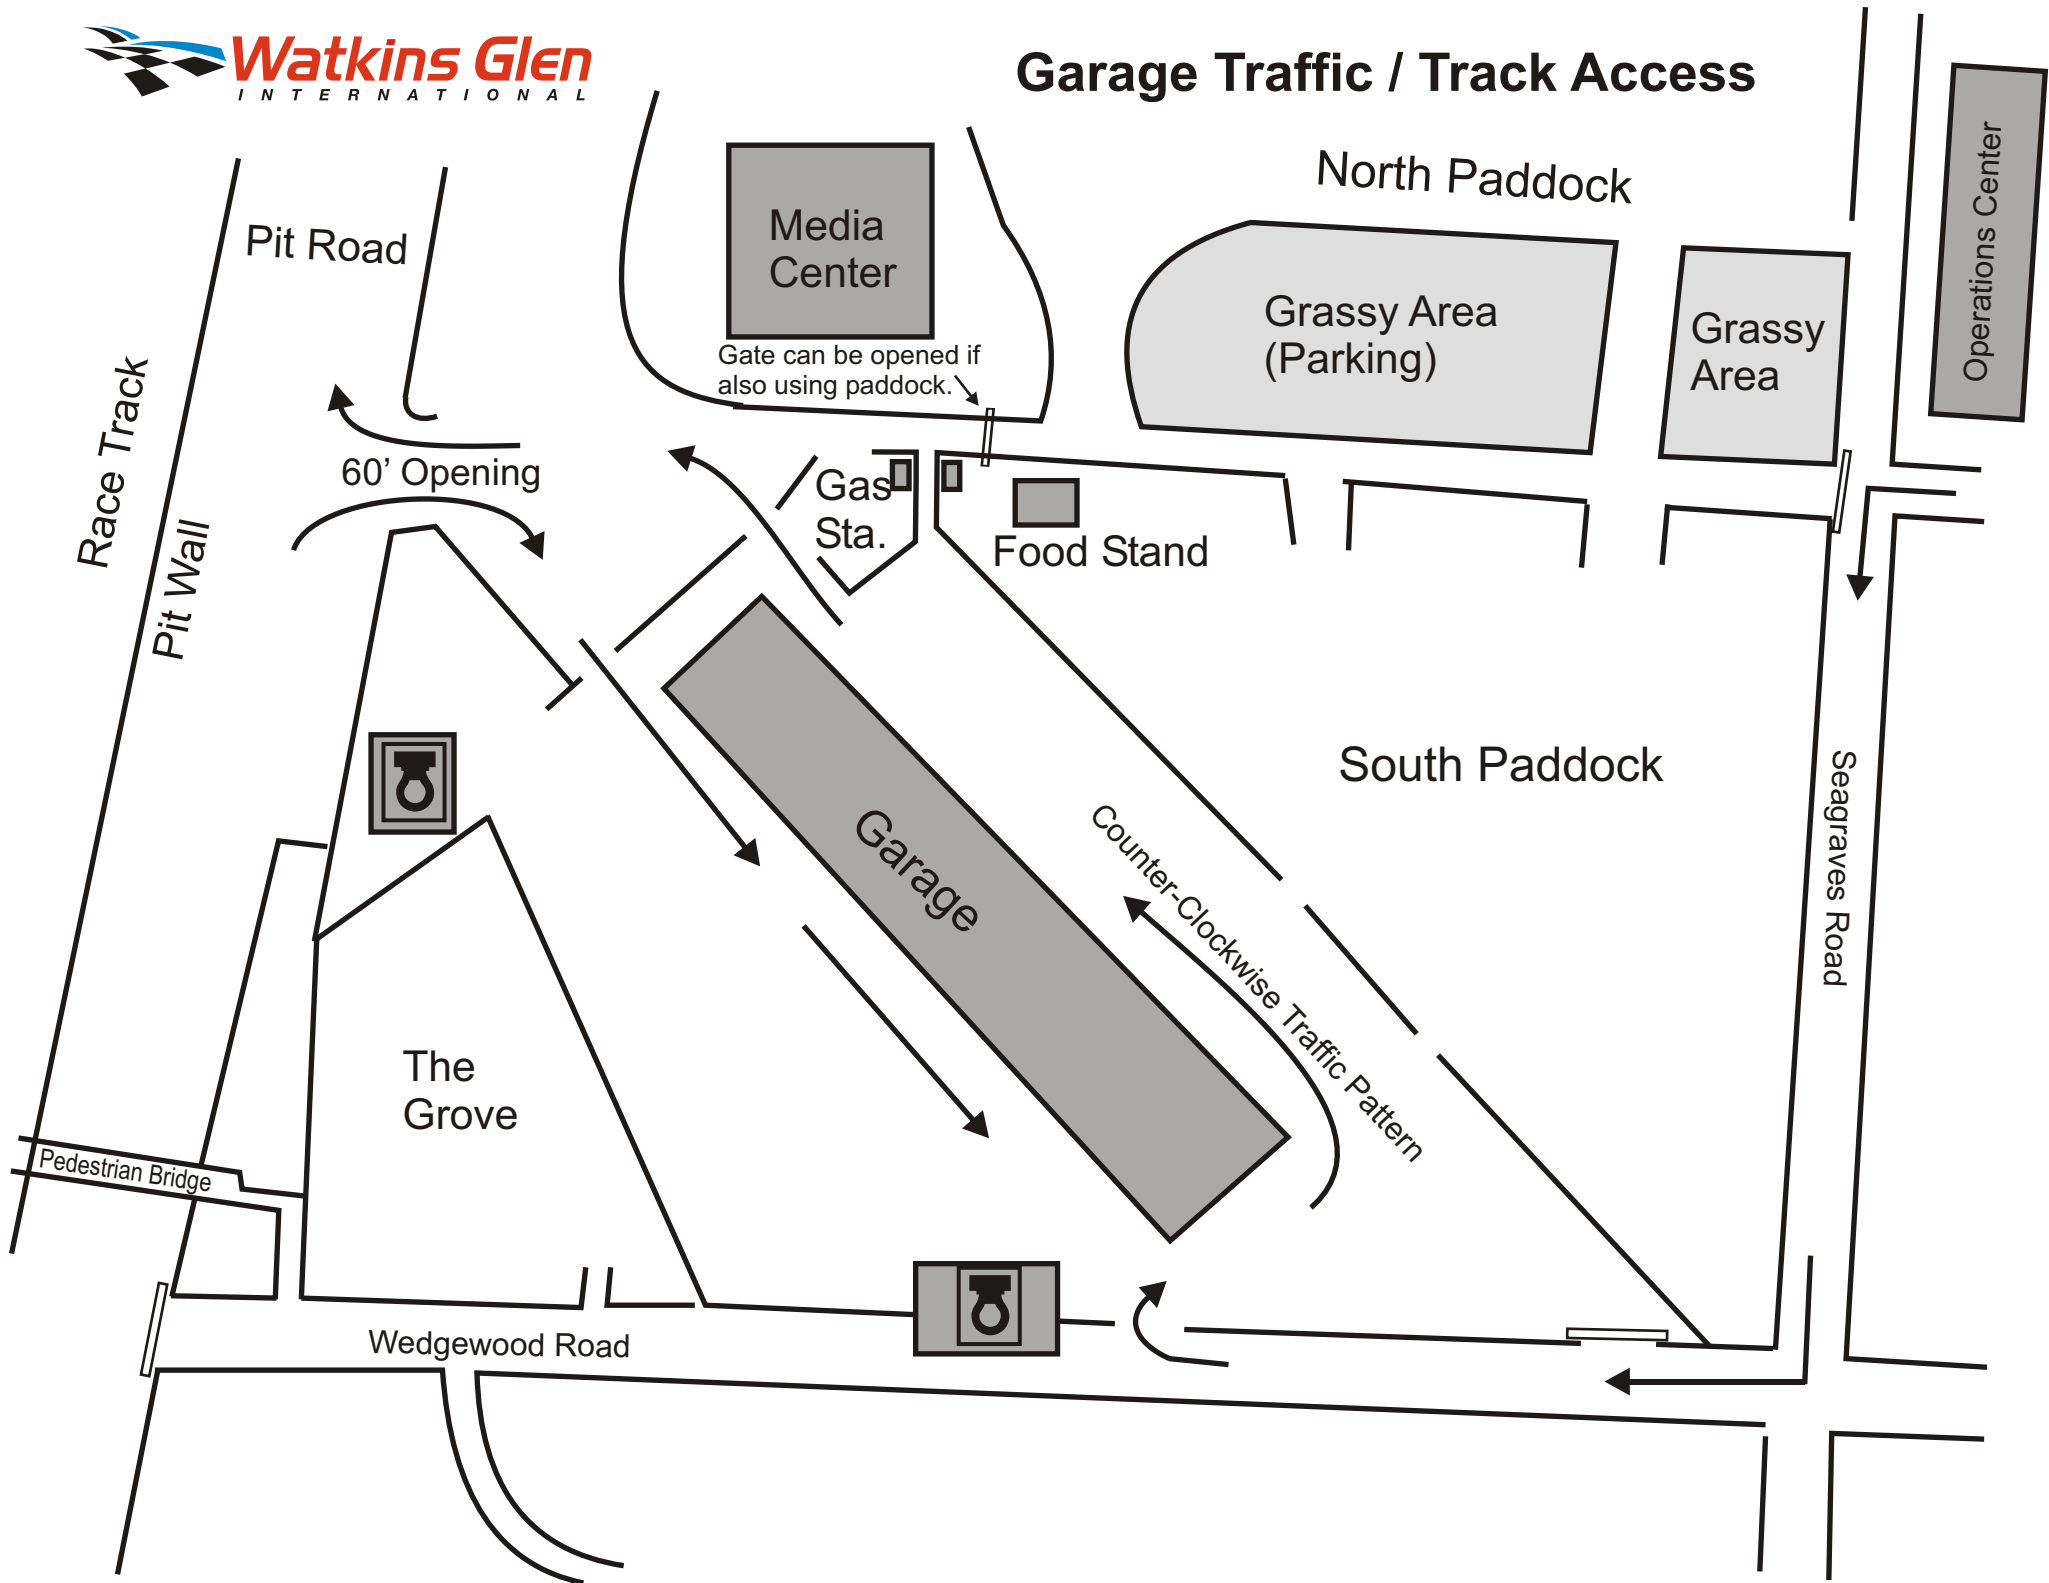 Watkins Glen
INTERNATIONAL
Garage Traffic / Track Access
North Paddock
Operations Center
Pit Road
Media
Center
Grassy Area
(Parking)
Grassy
Area
Gate can be opened if
also using paddock.
Race Track
Pit Wall
60’ Opening
Gas
Sta.
Food Stand
South Paddock
Seagraves Road
Garage
Counter-Clockwise Traffic Pattern
The
Grove
Pedestrian Bridge
Wedgewood Road